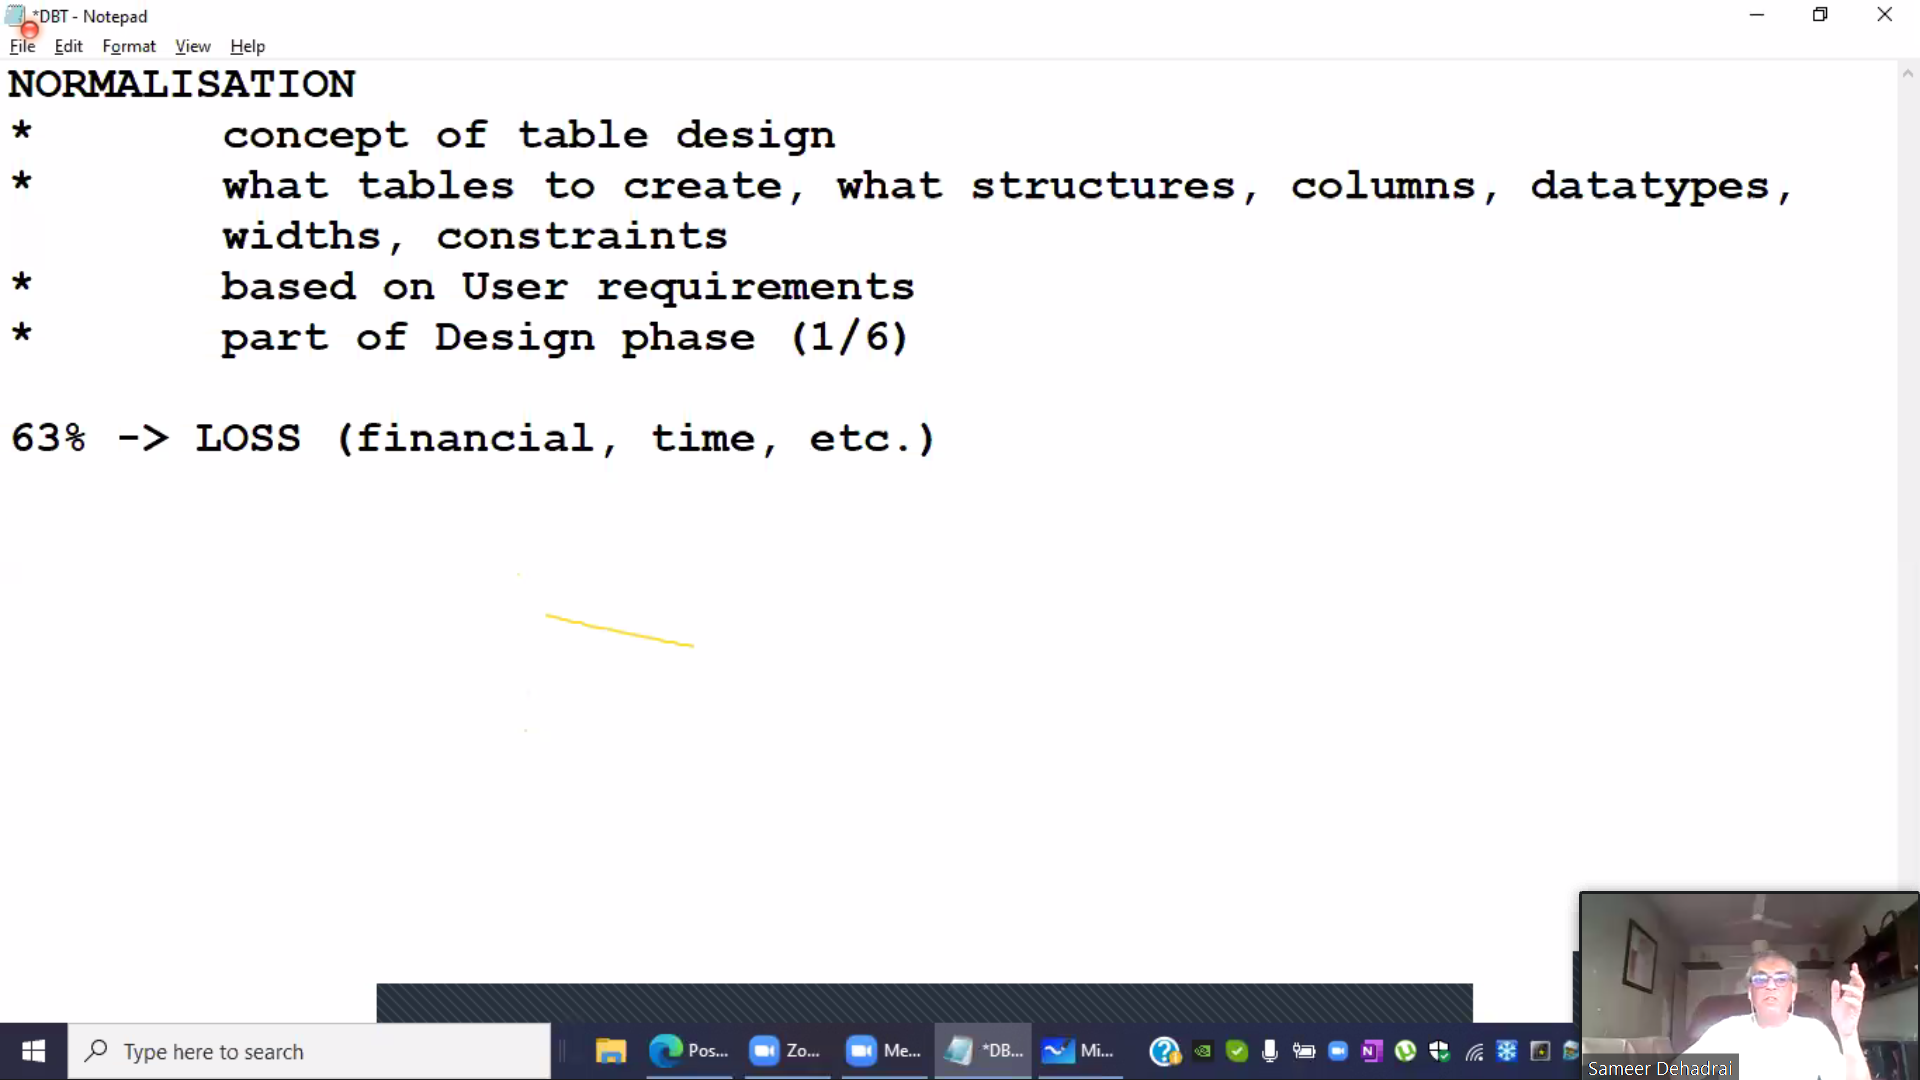 *DBT - Notepad
File Edit Format View Help
NORMALISATION
* concept of table design
* what tables to create, what structures, columns, datatypes,
widths, constraints
* based on User requirements
* part of Design phase (1/6)
63% -> LOSS (financial, time, etc.)
Type here to search
Pos... Zo... Me... *DB... Mi...
Sameer Dehadrai